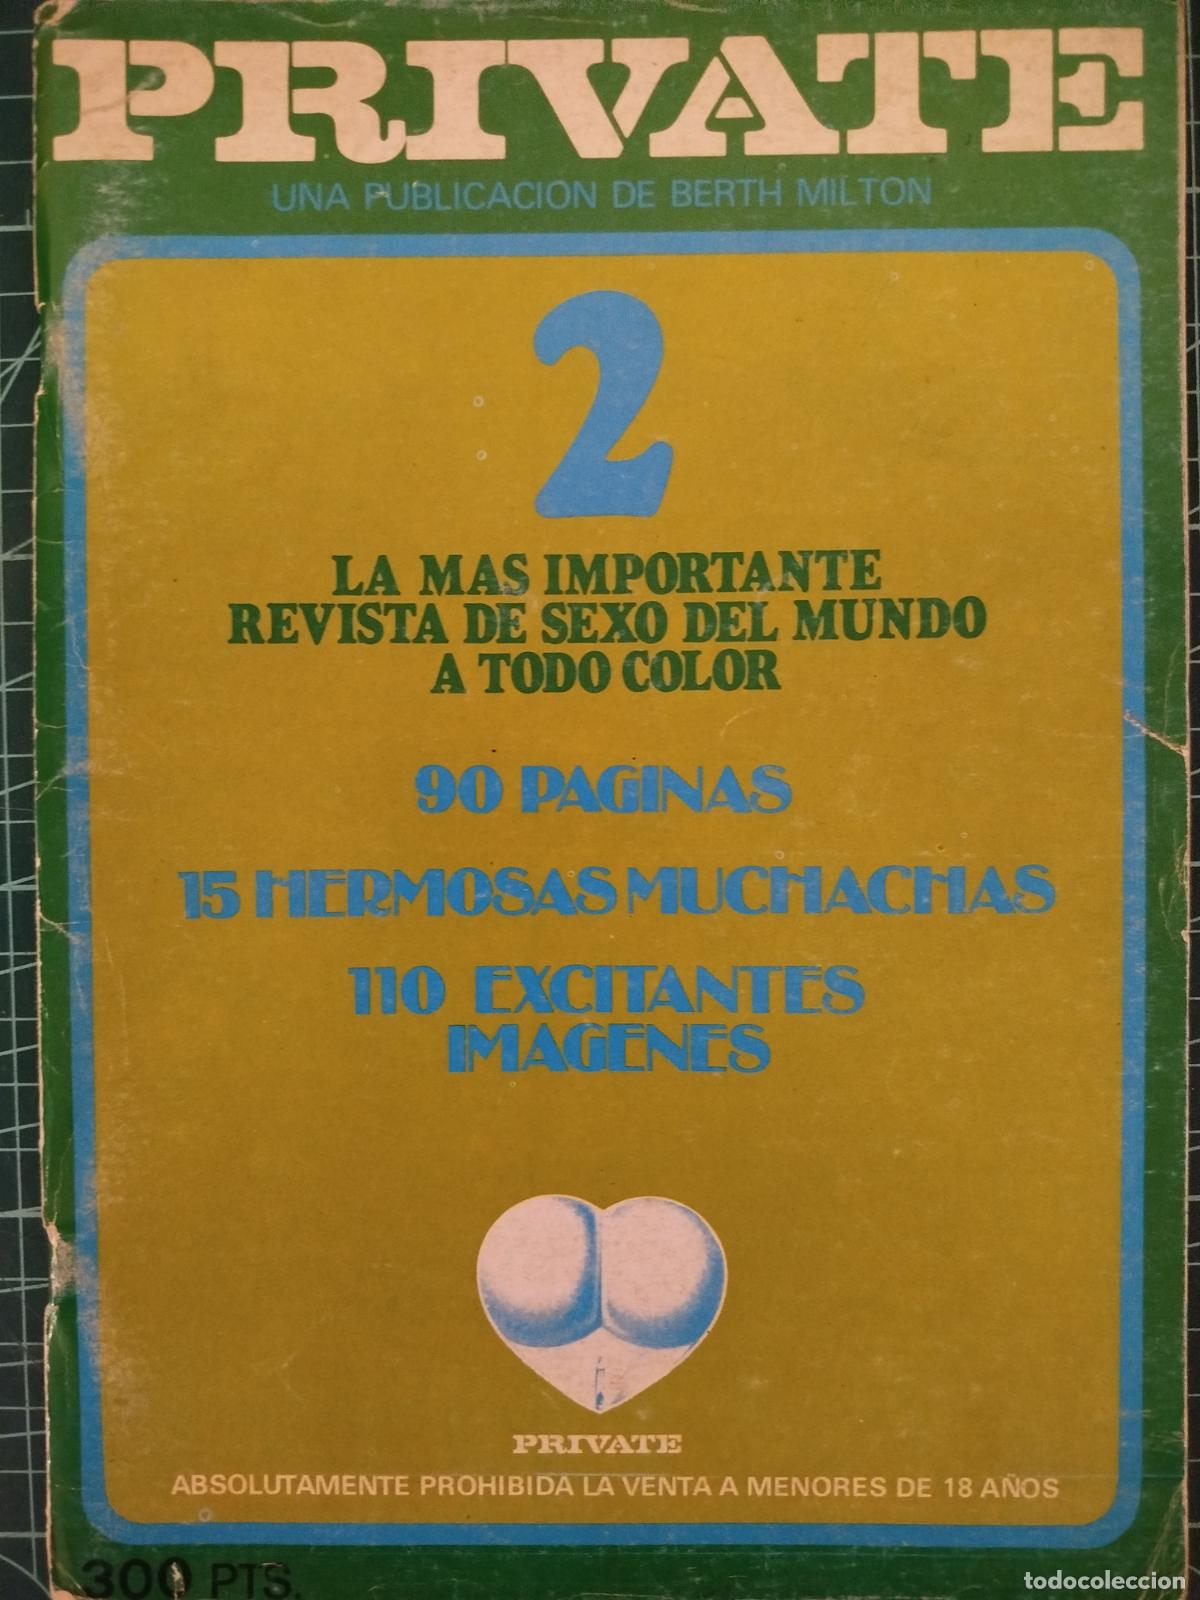 PRIVATE
UNA PUBLICACION DE BERTH MILTON
2
LA MAS IMPORTANTE
REVISTA DE SEXO DEL MUNDO
A TODO COLOR
90 PAGINAS
15 HERMOSAS MUCHACHAS
110 EXCITANTES
IMAGENES
PRIVATE
ABSOLUTAMENTE PROHIBIDA LA VENTA A MENORES DE 18 AÑOS
300 PTS.
todocoleccion